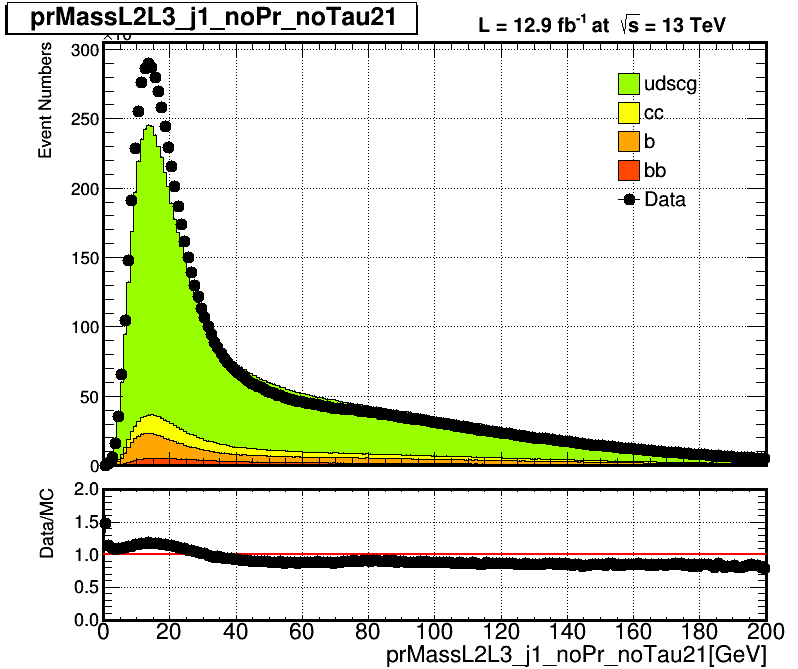 prMassL2L3_j1_noPr_noTau21
L = 12.9 fb-1 at √s = 13 TeV
Event Numbers
300
250
200
150
100
50
0
udscg
cc
b
bb
Data
Data/MC
2.0
1.5
1.0
0.5
0.0
0 20 40 60 80 100 120 140 160 180 200
prMassL2L3_j1_noPr_noTau21[GeV]